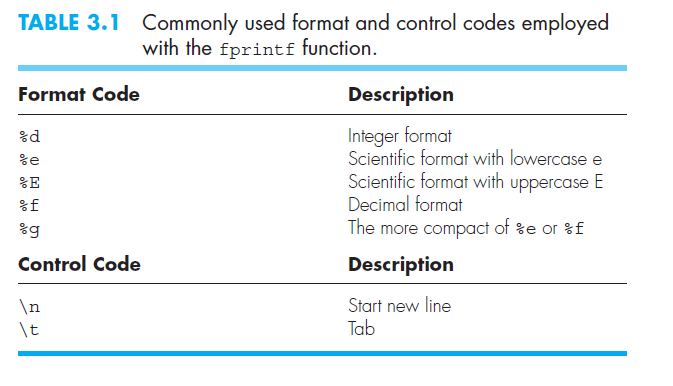 TABLE 3.1 Commonly used format and control codes employed
with the fprintf function.
Format Code Description
%d Integer format
%e Scientific format with lowercase e
%E Scientific format with uppercase E
%f Decimal format
%g The more compact of %e or %f
Control Code Description
\n Start new line
\t Tab